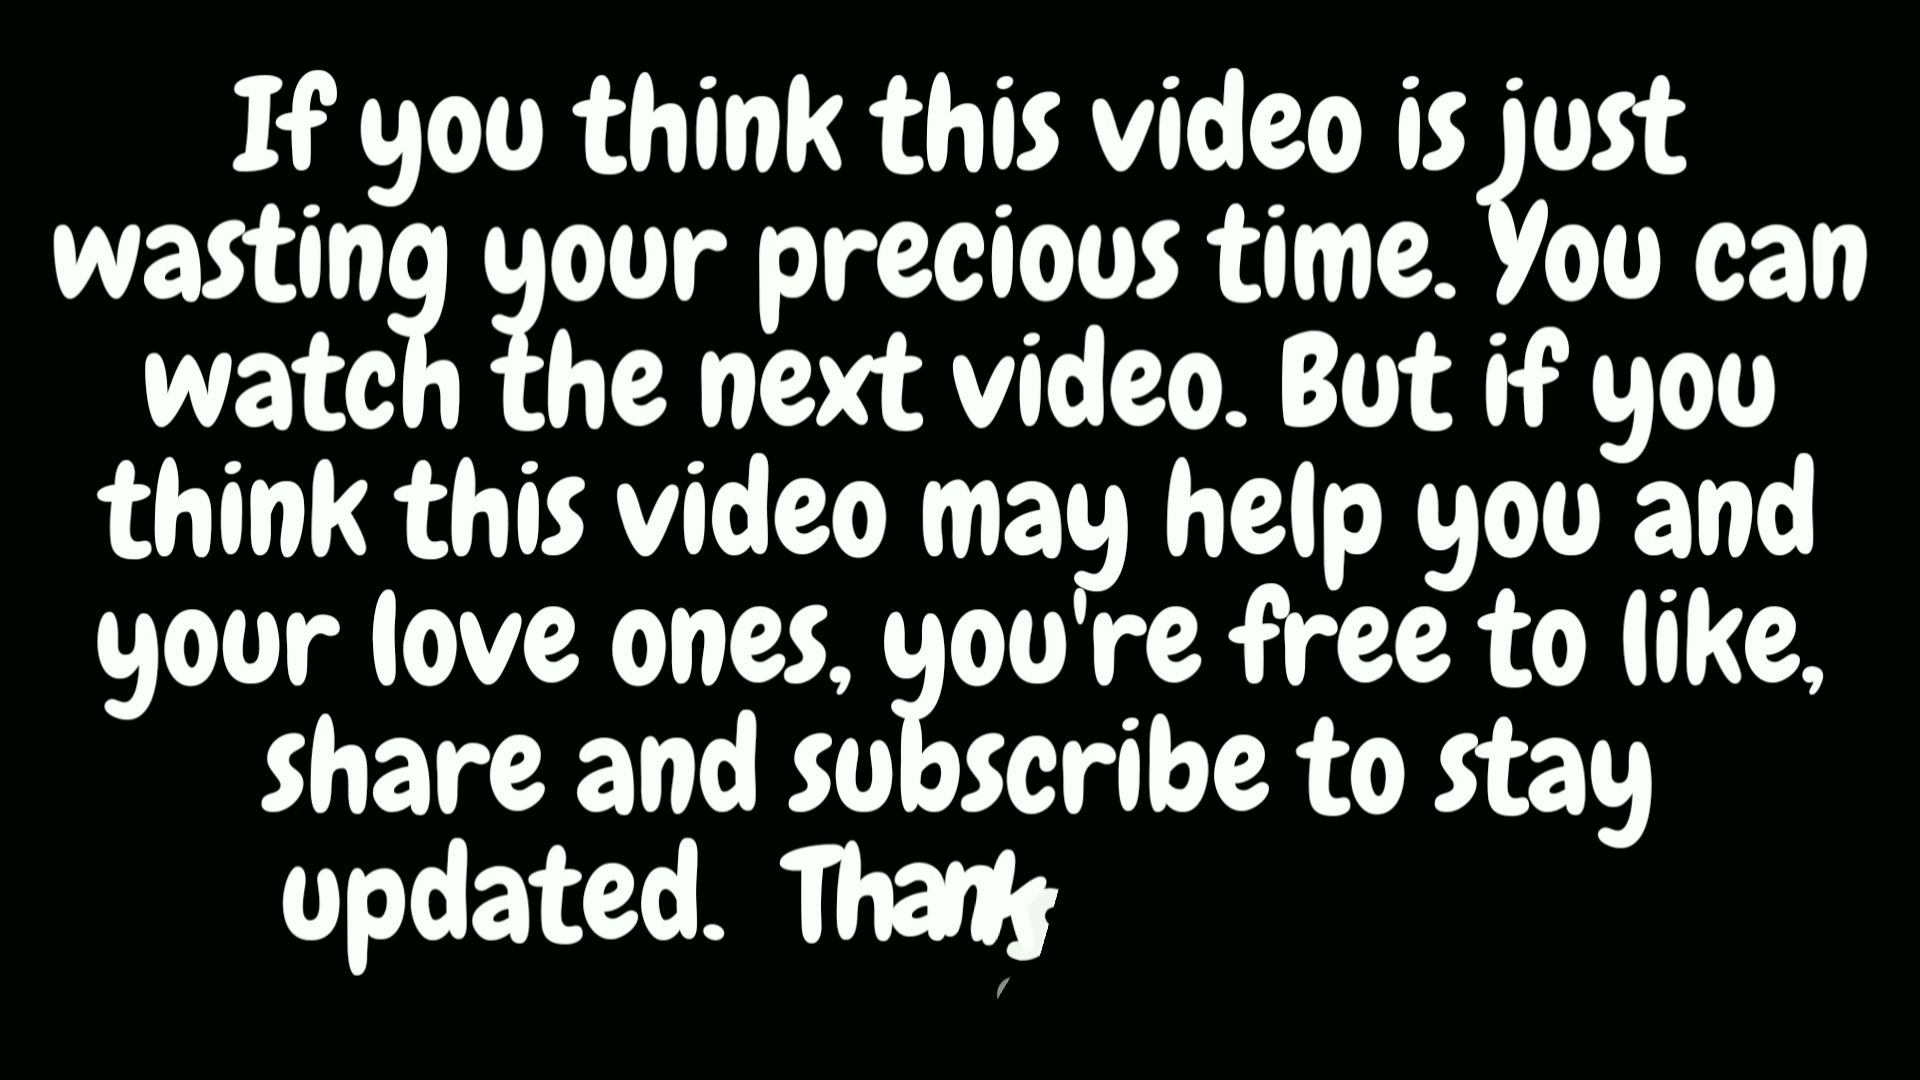 If you think this video is just
wasting your precious time. You can
watch the next video. But if you
think this video may help you and
your love ones, you're free to like,
share and subscribe to stay
updated. Thank